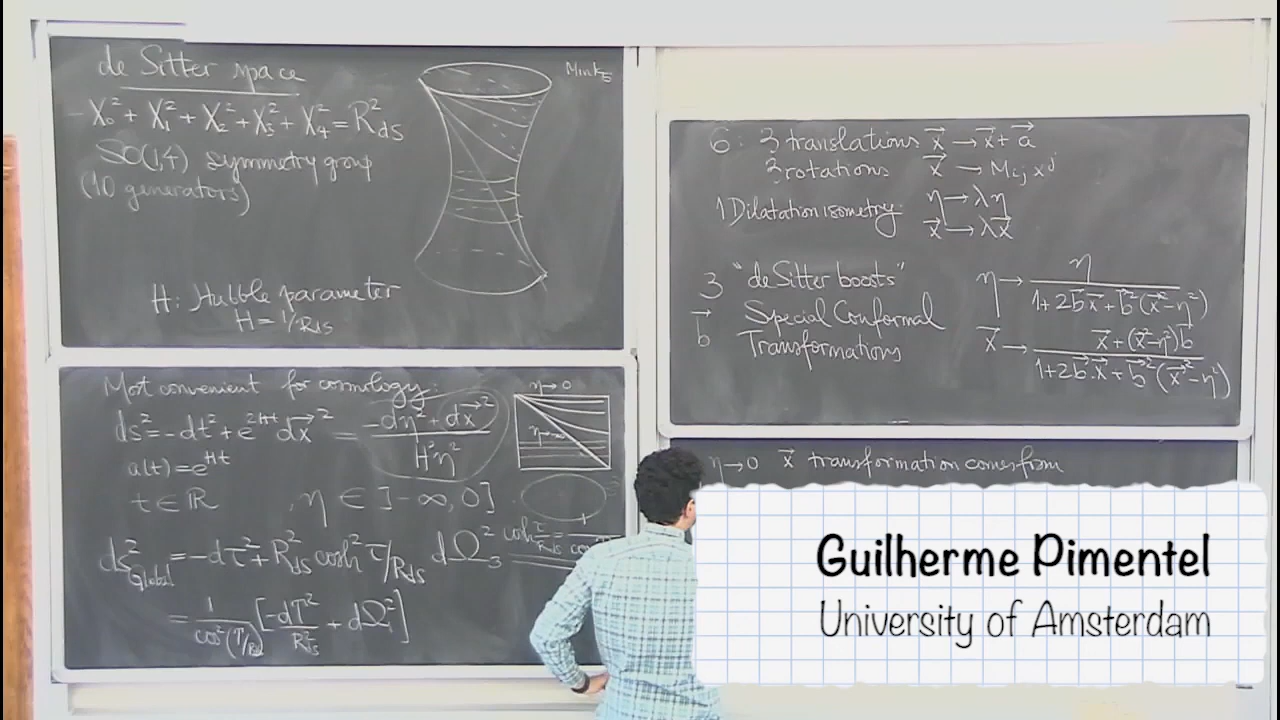 de Sitter space
-X₀² + X₁² + X₂² + X₃² + X₄² = R²dS
SO(1,4) symmetry group
(10 generators)
H: Hubble parameter
H = 1/RdS
Mink₅
Most convenient for cosmology:
ds² = -dt² + e^{2Ht} dx⃗² = (-dη² + dx⃗²)/(H²η²)
a(t) = e^{Ht}
t ∈ ℝ , η ∈ ]-∞, 0]
η→0
ds²Global = -dτ² + R²dS cosh² τ/RdS dΩ₃²
cosh τ/RdS = 1/
= 1/cos²(T/RdS) [-dT²/R²dS + dΩ²]
6: 3 translations x⃗ → x⃗ + a⃗
3 rotations x⃗ → Mij xʲ
1 Dilatation isometry: η → λη
x⃗ → λx⃗
3 "de Sitter boosts" η → η/(1+2b⃗x⃗+b⃗²(x⃗²-η²))
b⃗ Special Conformal
Transformations x⃗ → (x⃗+(x⃗²-η²)b⃗)/(1+2b⃗·x⃗+b⃗²(x⃗²-η²))
η→0 x⃗ transformation comes from
Guilherme Pimentel
University of Amsterdam